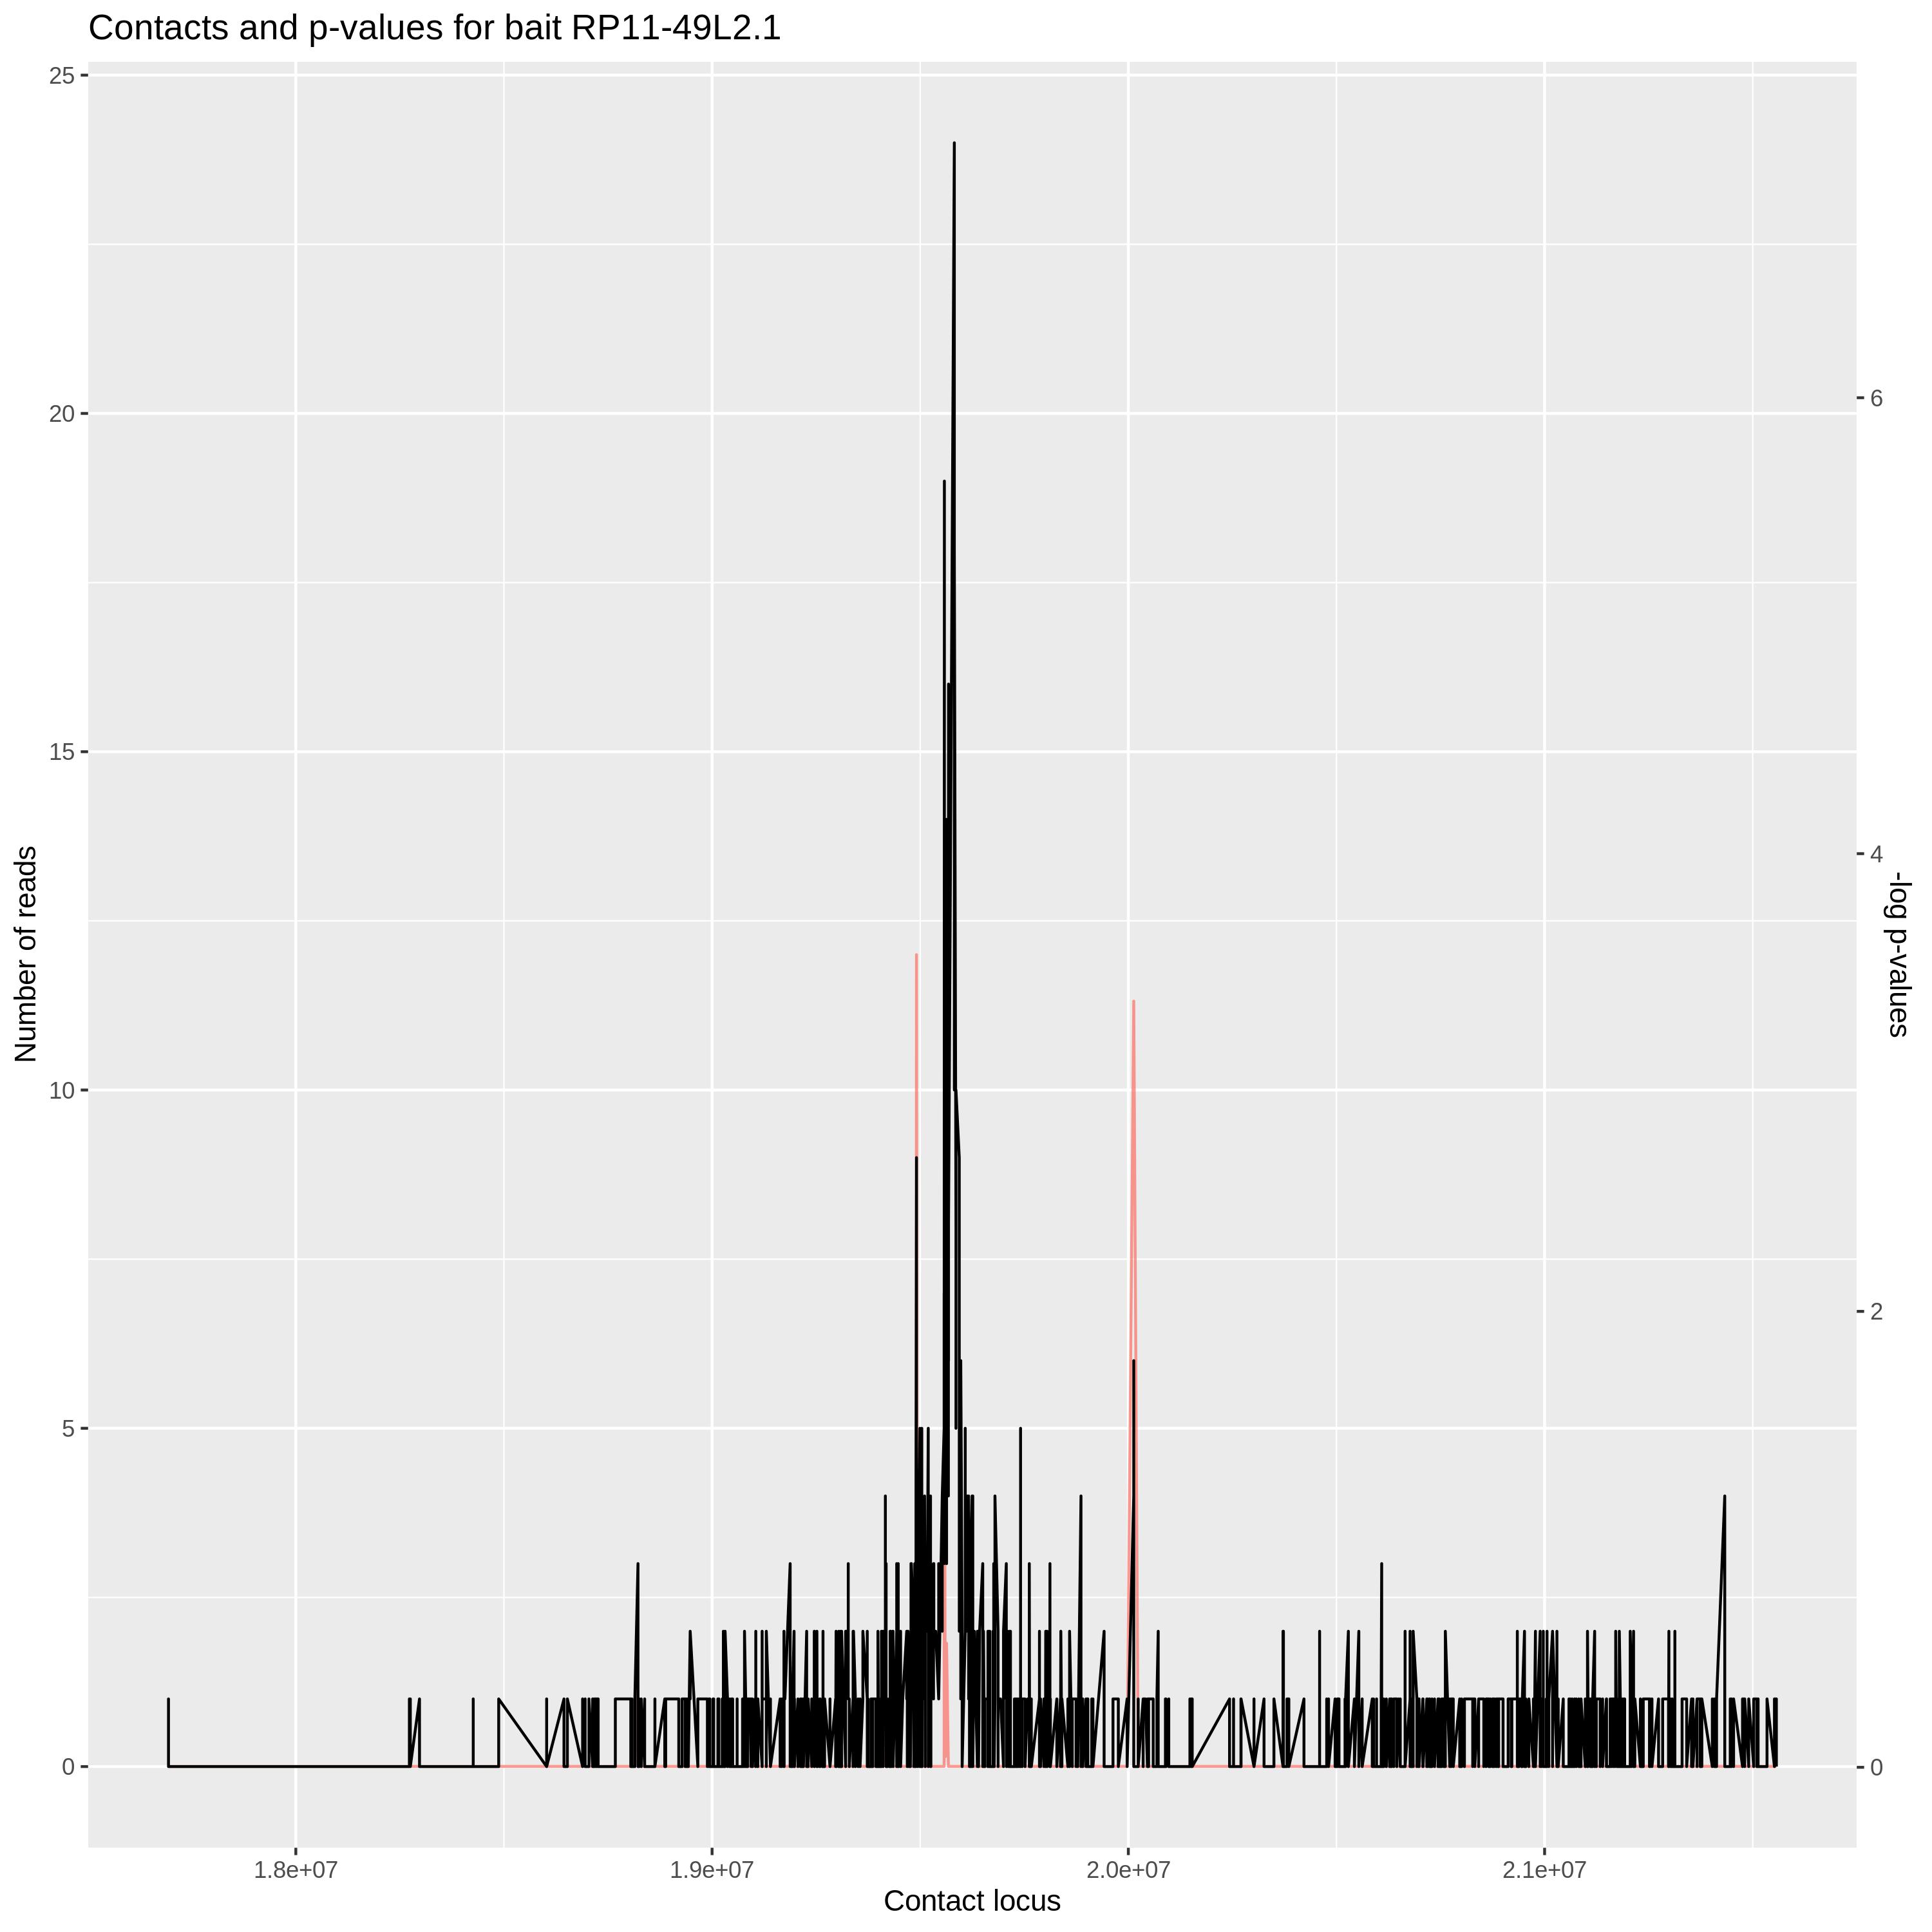 Contacts and p-values for bait RP11-49L2.1
25
20
15
10
5
0
Number of reads
6
4
2
0
-log p-values
1.8e+07
1.9e+07
2.0e+07
2.1e+07
Contact locus